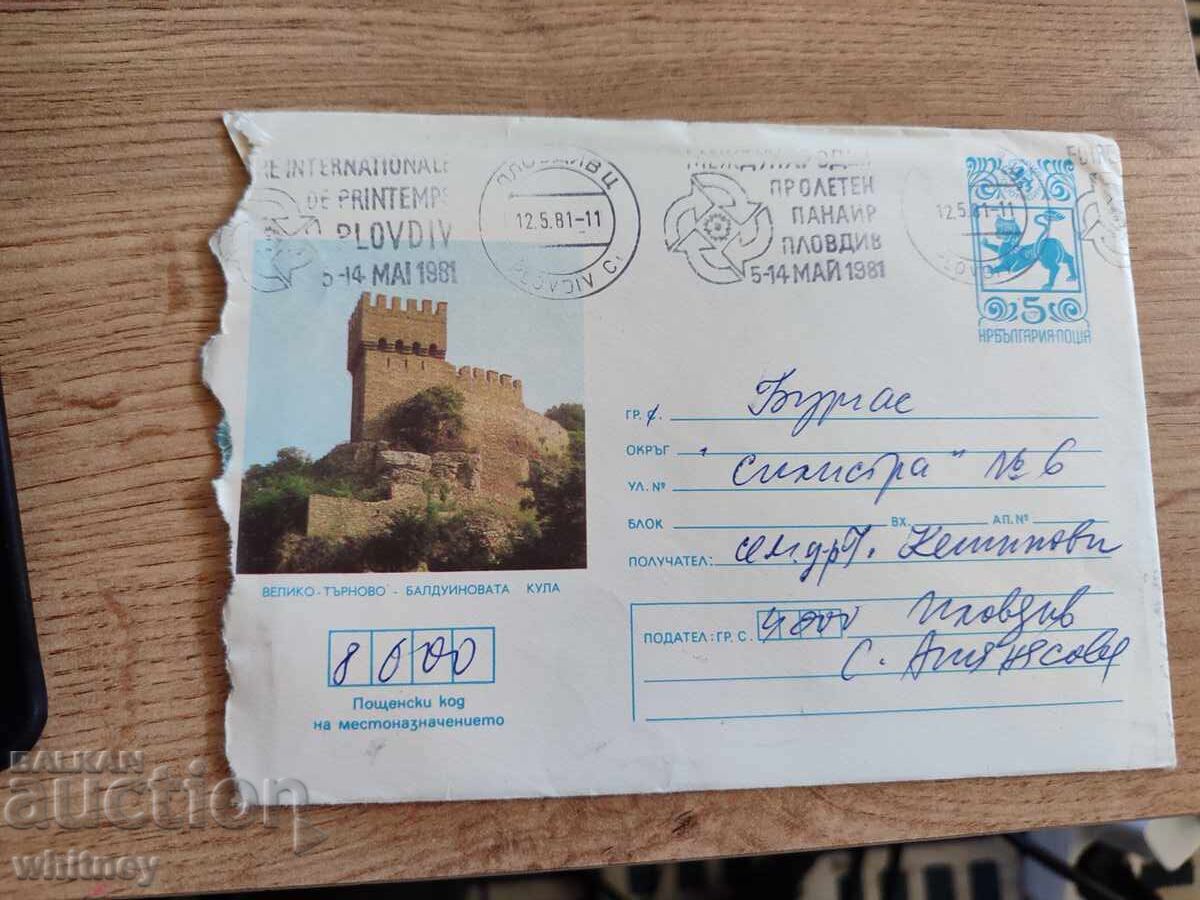 RE INTERNATIONALE
DE PRINTEMPS
PLOVDIV
5-14 MAI 1981
ПЛОВДИВ Ц
12.5.81-11
PLOVDIV C.
МЕЖДУНАРОДЕН
ПРОЛЕТЕН
ПАНАИР
ПЛОВДИВ
5-14 МАЙ 1981
12.5.81-11
FOIRE
5
НР БЪЛГАРИЯ·ПОЩА
ГР. Бургас
ОКРЪГ
УЛ. № "Силистра" № 6
БЛОК ВХ. АП. №
ПОЛУЧАТЕЛ: сем. д-р
ПОДАТЕЛ: ГР. С. 4000 Пловдив
С.
ВЕЛИКО-ТЪРНОВО - БАЛДУИНОВАТА КУЛА
8000
Пощенски код
на местоназначението
BALKAN
auction
whitney